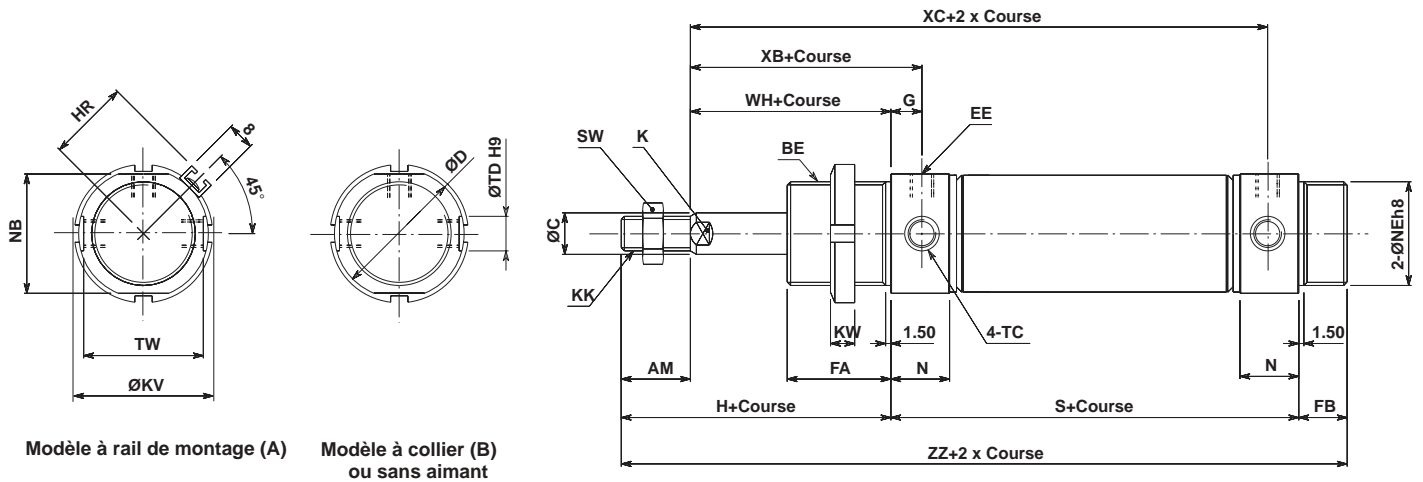 XC+2 x Course
XB+Course
WH+Course
G
EE
SW
K
BE
HR
8
45°
ØD
ØTD H9
NB
ØC
2-ØNEh8
KK
TW
ØKV
KW
1.50
4-TC
1.50
AM
FA
N
N
H+Course
S+Course
FB
ZZ+2 x Course
Modèle à rail de montage (A)
Modèle à collier (B)
ou sans aimant